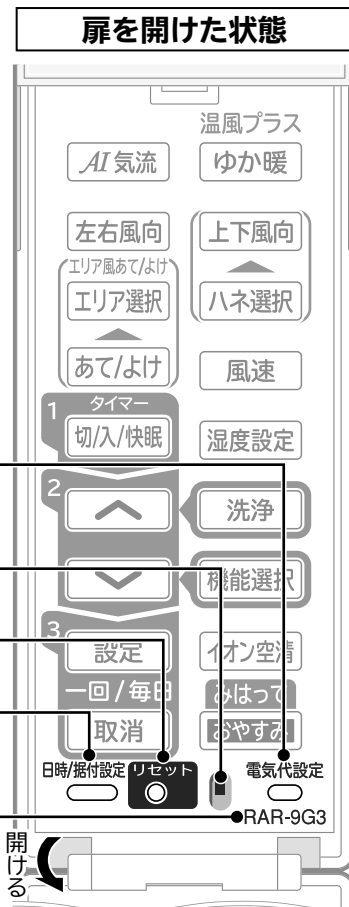 扉を開けた状態
温風プラス
AI 気流
ゆか暖
左右風向
上下風向
エリア風あて/よけ
エリア選択
ハネ選択
あて/よけ
風速
1
タイマー
切/入/快眠
湿度設定
2
洗浄
機能選択
3
設定
イオン空清
一回/毎日
みはって
取消
おやすみ
日時/据付設定
リセット
電気代設定
RAR-9G3
開ける